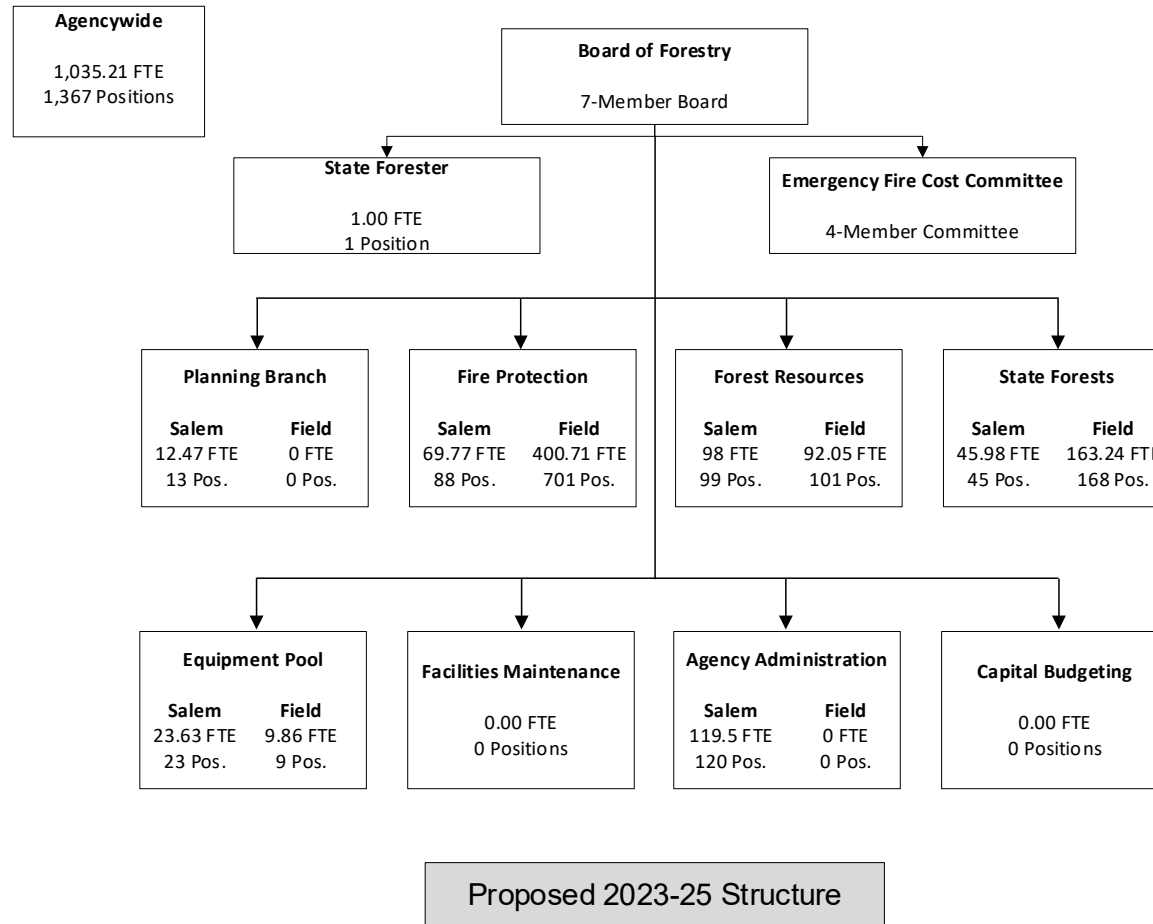 Agencywide
1,035.21 FTE
1,367 Positions
Board of Forestry
7-Member Board
State Forester
1.00 FTE
1 Position
Emergency Fire Cost Committee
4-Member Committee
Planning Branch
Salem Field
12.47 FTE 0 FTE
13 Pos. 0 Pos.
Fire Protection
Salem Field
69.77 FTE 400.71 FTE
88 Pos. 701 Pos.
Forest Resources
Salem Field
98 FTE 92.05 FTE
99 Pos. 101 Pos.
State Forests
Salem Field
45.98 FTE 163.24 FTE
45 Pos. 168 Pos.
Equipment Pool
Salem Field
23.63 FTE 9.86 FTE
23 Pos. 9 Pos.
Facilities Maintenance
0.00 FTE
0 Positions
Agency Administration
Salem Field
119.5 FTE 0 FTE
120 Pos. 0 Pos.
Capital Budgeting
0.00 FTE
0 Positions
Proposed 2023-25 Structure